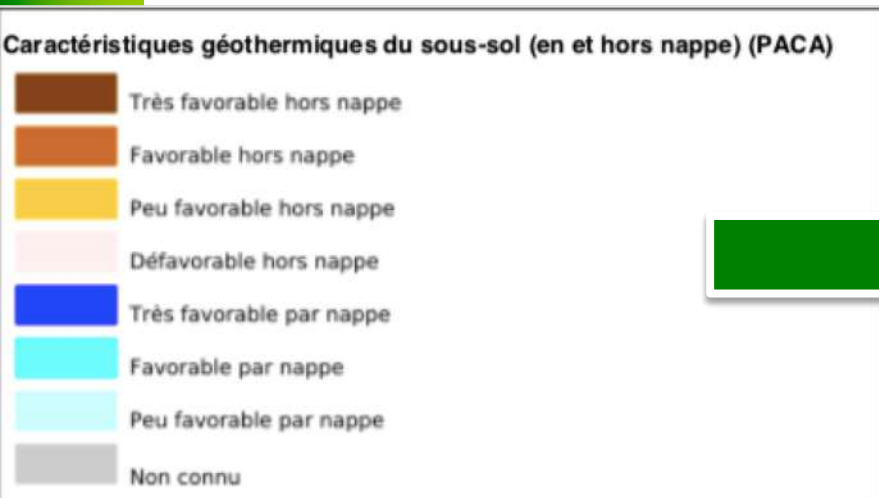 Caractéristiques géothermiques du sous-sol (en et hors nappe) (PACA)
Très favorable hors nappe
Favorable hors nappe
Peu favorable hors nappe
Défavorable hors nappe
Très favorable par nappe
Favorable par nappe
Peu favorable par nappe
Non connu